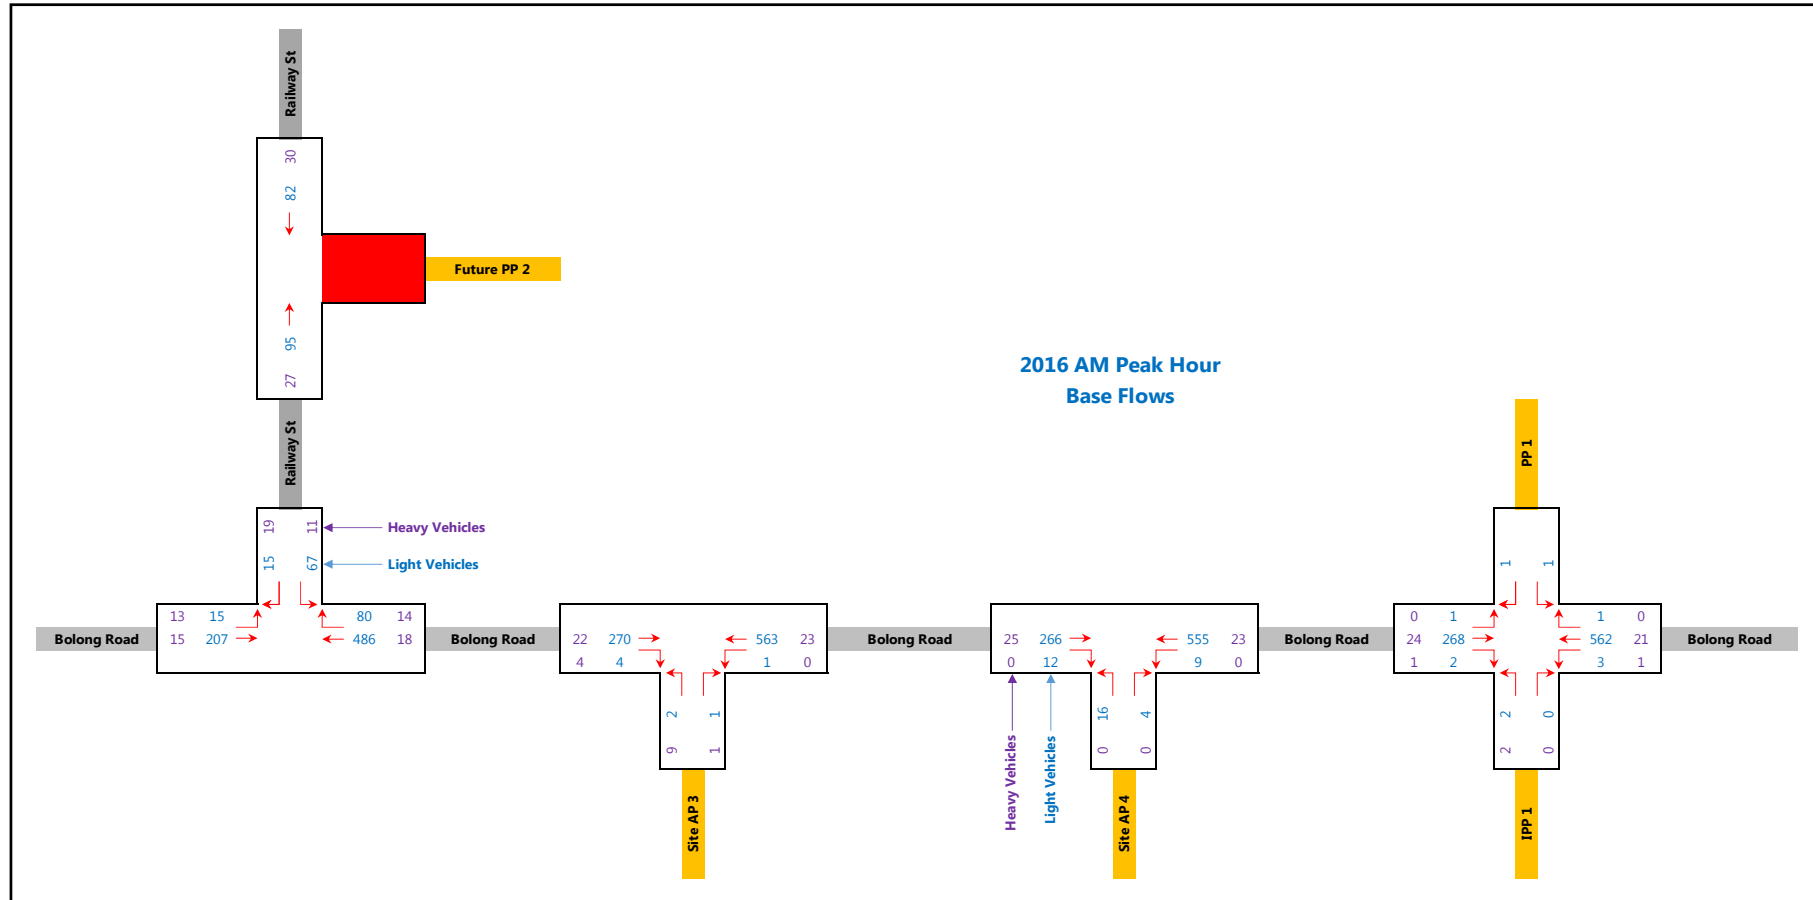 Railway St
30
82
Future PP 2
95
27
2016 AM Peak Hour
Base Flows
Railway St
PP 1
19 11 Heavy Vehicles
15 67 Light Vehicles
1 1
13 15 80 14
0 1 1 0
Bolong Road 15 207 486 18 Bolong Road 22 270 563 23 Bolong Road 25 266 555 23 Bolong Road 24 268 562 21 Bolong Road
4 4 1 0 0 12 9 0 1 2 3 1
2 1 16 4 2 0
9 1 0 0 2 0
Heavy Vehicles
Light Vehicles
Site AP 3
Site AP 4
IPP 1